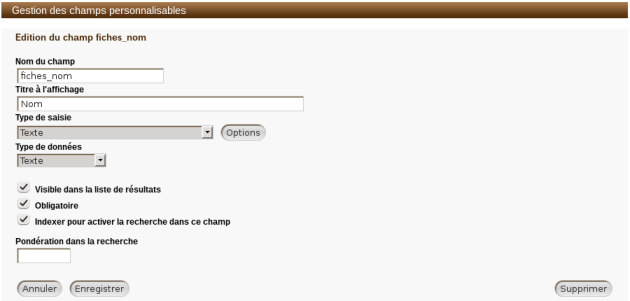 Gestion des champs personnalisables
Edition du champ fiches_nom
Nom du champ
fiches_nom
Titre à l'affichage
Nom
Type de saisie
Texte Options
Type de données
Texte
Visible dans la liste de résultats
Obligatoire
Indexer pour activer la recherche dans ce champ
Pondération dans la recherche
Annuler Enregistrer Supprimer